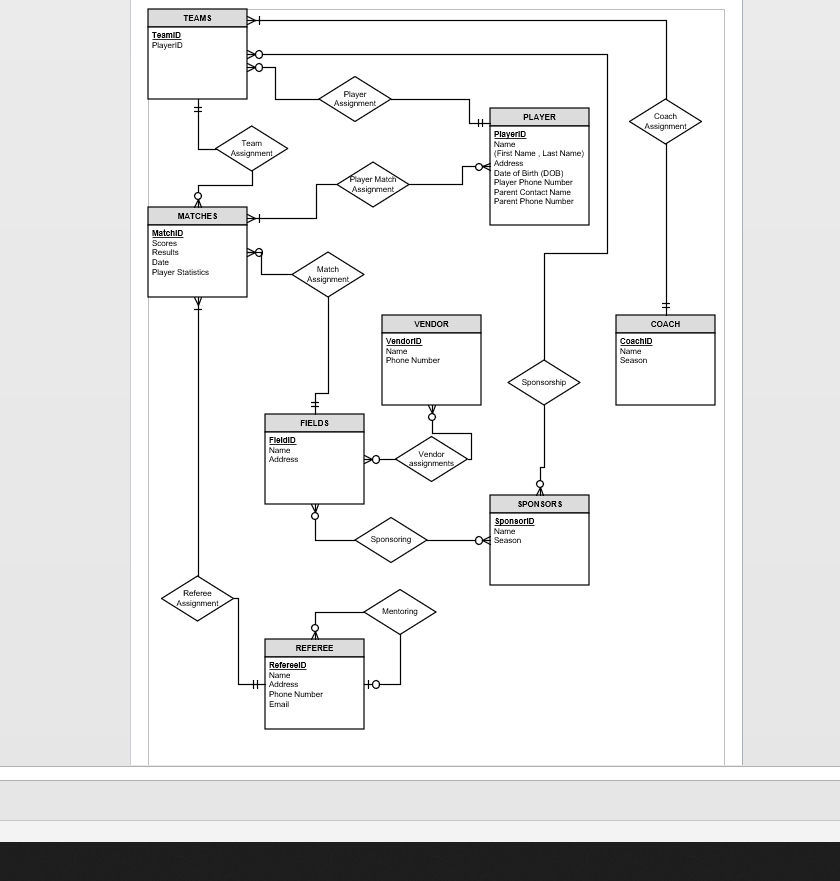 TEAMS
TeamID
PlayerID
Player
Assignment
PLAYER
PlayerID
Name
(First Name , Last Name)
Address
Date of Birth (DOB)
Player Phone Number
Parent Contact Name
Parent Phone Number
Coach
Assignment
Team
Assignment
Player Match
Assignment
MATCHES
MatchID
Scores
Results
Date
Player Statistics
Match
Assignment
VENDOR
VendorID
Name
Phone Number
COACH
CoachID
Name
Season
Sponsorship
FIELDS
FieldID
Name
Address
Vendor
assignments
SPONSORS
SponsorID
Name
Season
Sponsoring
Referee
Assignment
Mentoring
REFEREE
RefereeID
Name
Address
Phone Number
Email